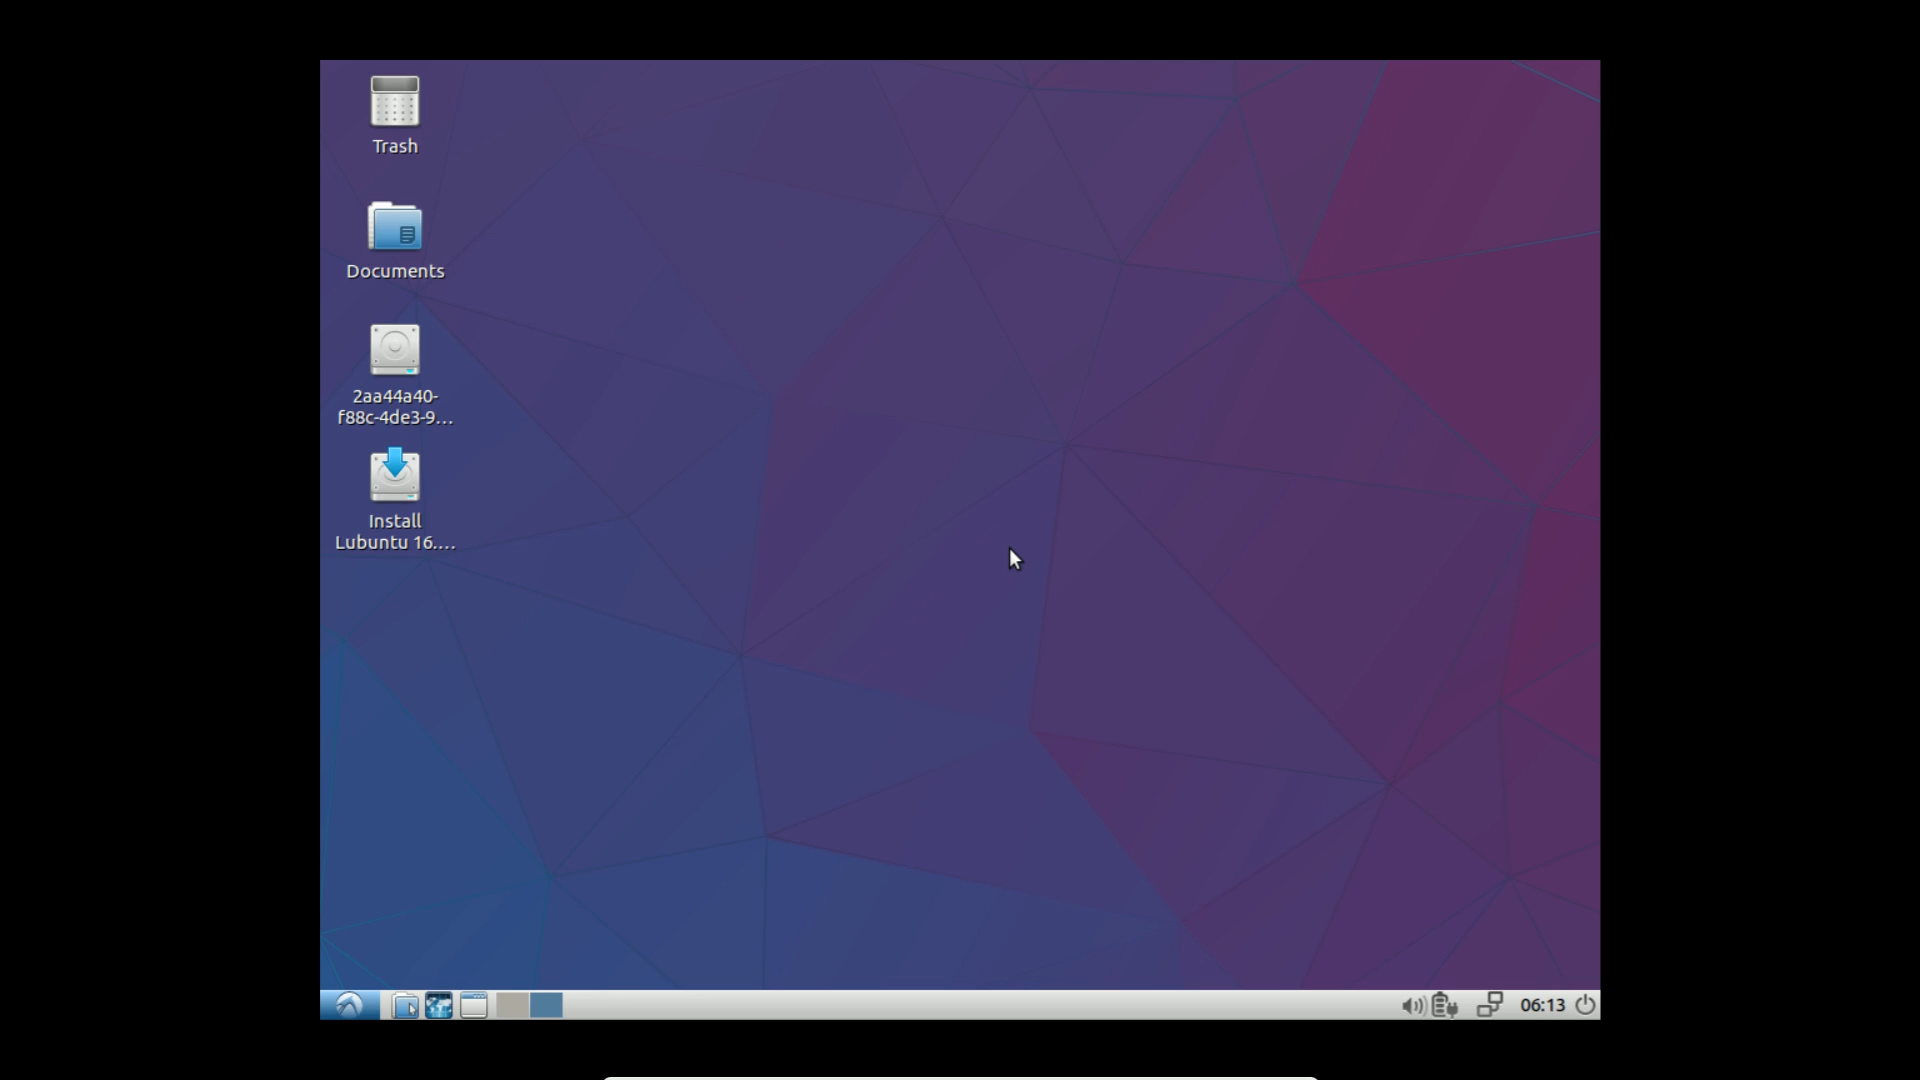 Trash
Documents
2aa44a40-
f88c-4de3-9...
Install
Lubuntu 16....
06:13